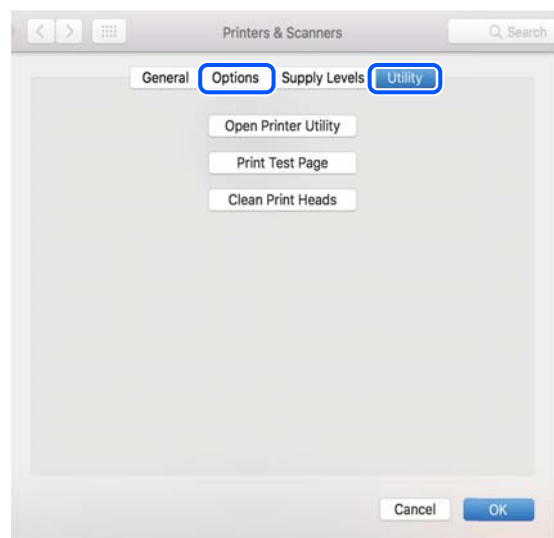 Printers & Scanners
Search
General Options Supply Levels Utility
Open Printer Utility
Print Test Page
Clean Print Heads
Cancel OK